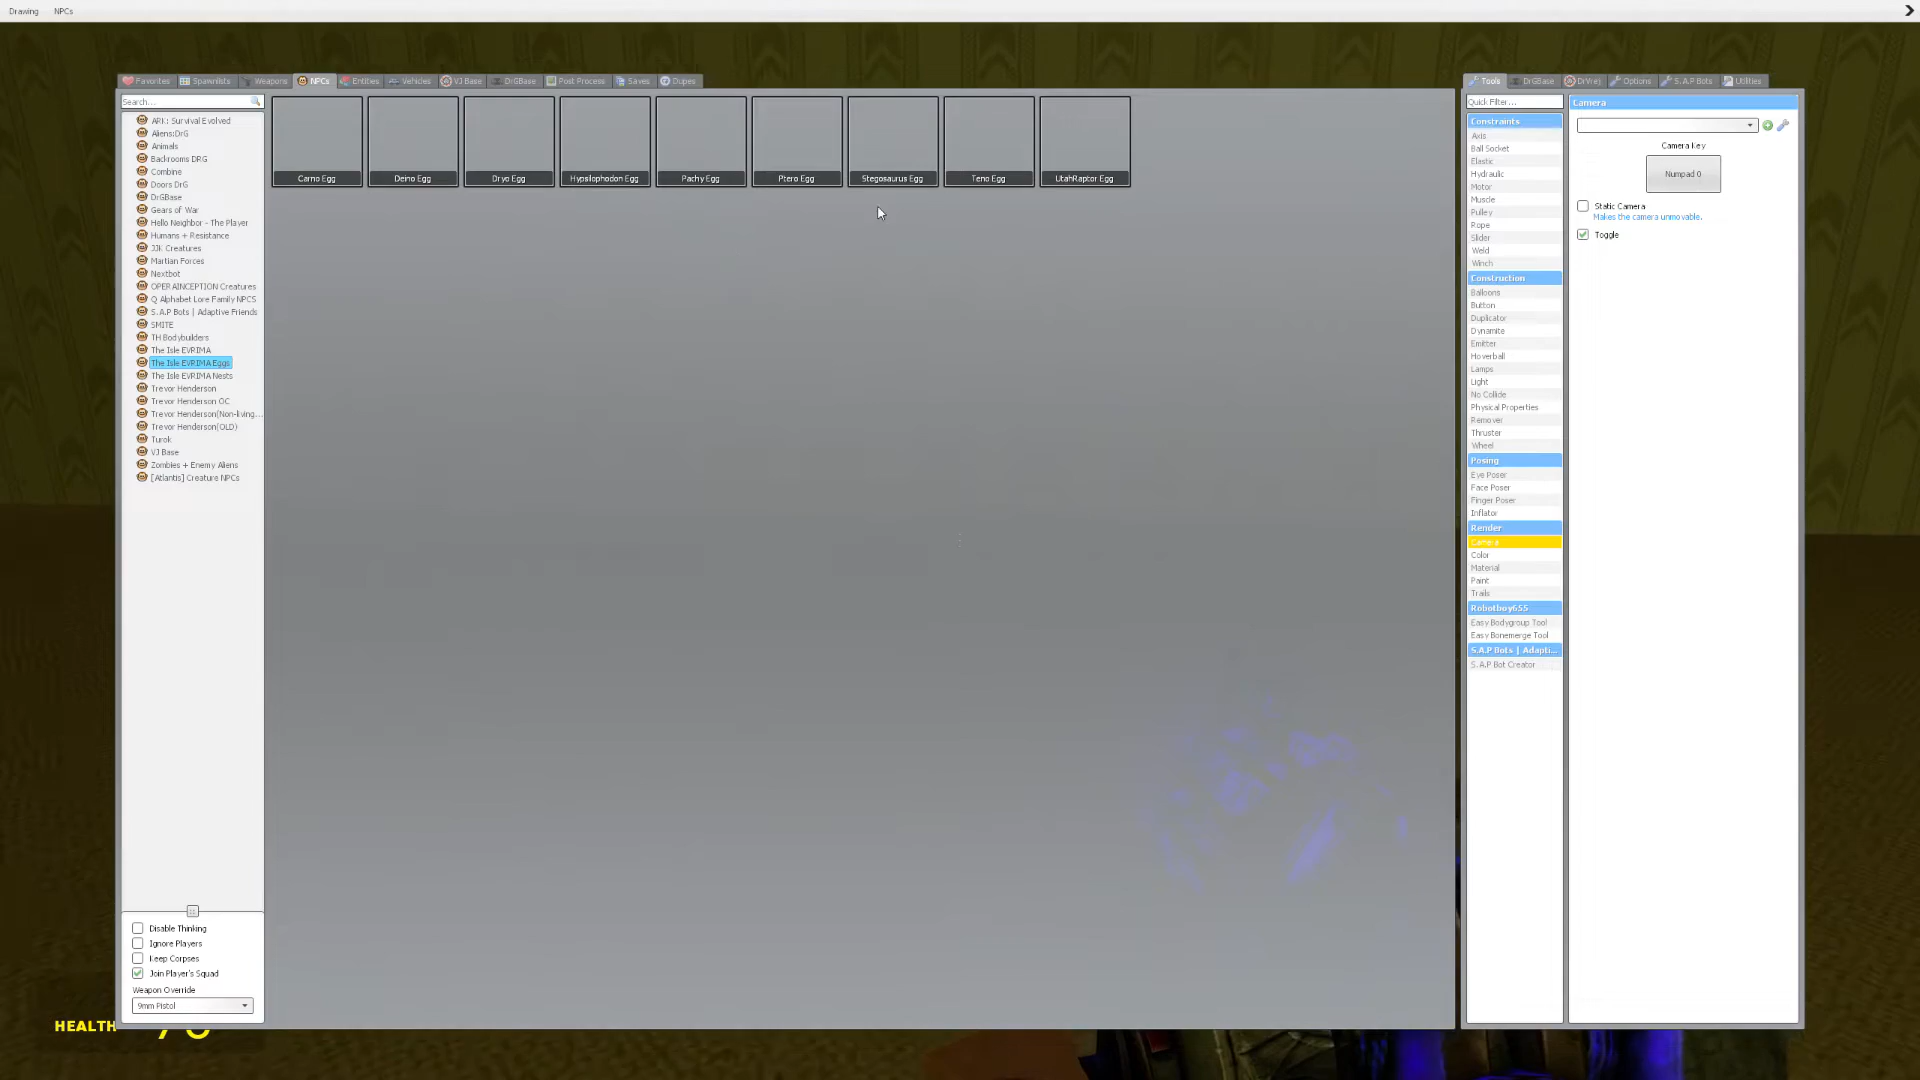 Drawing NPCs
Favorites Spawnlists Weapons NPCs Entities Vehicles VJ Base DrGBase Post Process Saves Dupes
Search...
ARK: Survival Evolved
Aliens:DrG
Animals
Backrooms DRG
Combine
Doors DrG
DrGBase
Gears of War
Hello Neighbor - The Player
Humans + Resistance
JJK Creatures
Martian Forces
Nextbot
OPERAINCEPTION Creatures
Q Alphabet Lore Family NPCS
S.A.P Bots | Adaptive Friends
SMITE
TH Bodybuilders
The Isle EVRIMA
The Isle EVRIMA Eggs
The Isle EVRIMA Nests
Trevor Henderson
Trevor Henderson OC
Trevor Henderson(Non-living...
Trevor Henderson(OLD)
Turok
VJ Base
Zombies + Enemy Aliens
[Atlantis] Creature NPCs
Disable Thinking
Ignore Players
Keep Corpses
Join Player's Squad
Weapon Override
9mm Pistol
HEALTH
Carno Egg Deino Egg Dryo Egg Hypsilophodon Egg Pachy Egg Ptero Egg Stegosaurus Egg Teno Egg UtahRaptor Egg
Tools DrGBase Options S.A.P Bots Utilities
Quick Filter...
Constraints
Axis
Ball Socket
Elastic
Hydraulic
Motor
Muscle
Pulley
Rope
Slider
Weld
Winch
Construction
Balloons
Button
Duplicator
Dynamite
Emitter
Hoverball
Lamps
Light
No Collide
Physical Properties
Remover
Thruster
Wheel
Posing
Eye Poser
Face Poser
Finger Poser
Inflator
Render
Camera
Color
Material
Paint
Trails
Robotboy655
Easy Bodygroup Tool
Easy Bonemerge Tool
S.A.P Bots | Adapti...
S.A.P Bot Creator
Camera
Camera Key
Numpad 0
Static Camera
Makes the camera unmovable.
Toggle